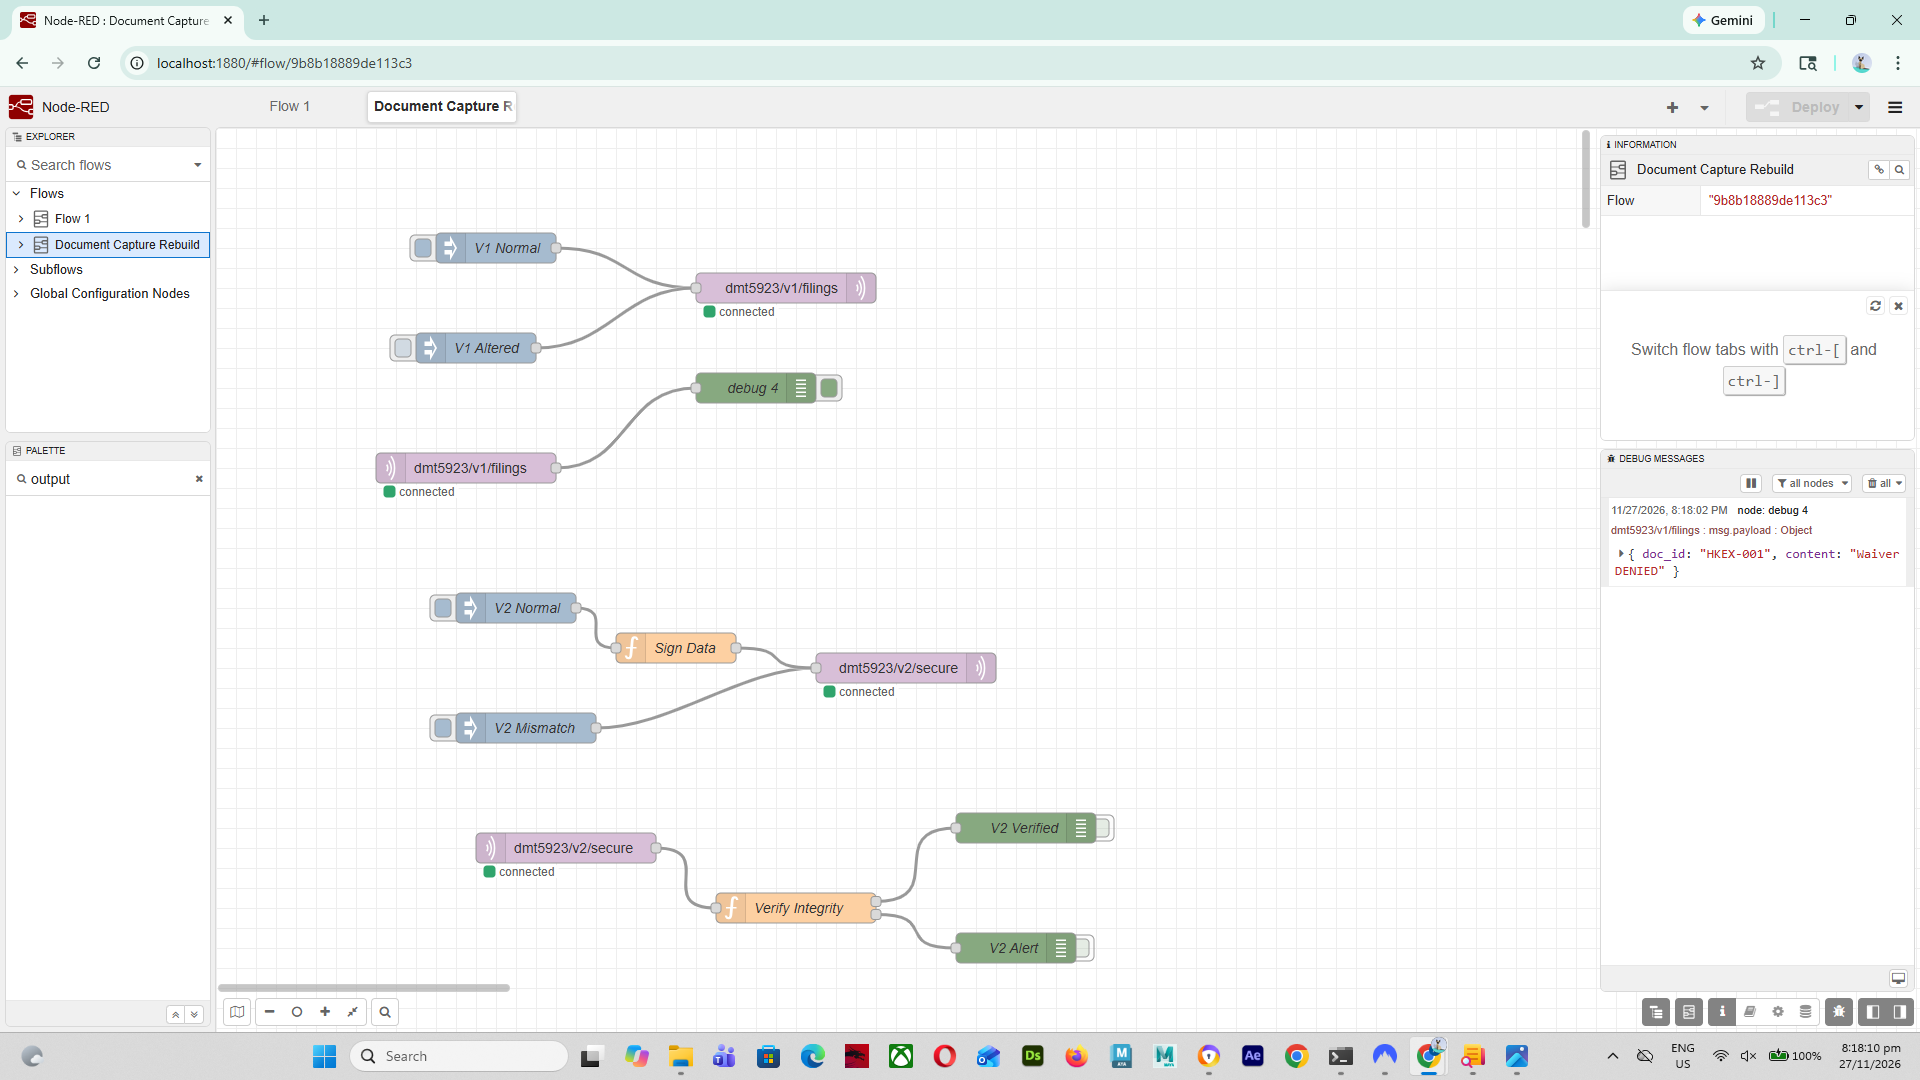 Node-RED : Document Capture
Gemini
localhost:1880/#flow/9b8b18889de113c3
Node-RED
Flow 1
Document Capture R
Deploy
EXPLORER
Search flows
Flows
Flow 1
Document Capture Rebuild
Subflows
Global Configuration Nodes
PALETTE
output
V1 Normal
dmt5923/v1/filings
connected
V1 Altered
debug 4
dmt5923/v1/filings
connected
V2 Normal
Sign Data
dmt5923/v2/secure
connected
V2 Mismatch
V2 Verified
dmt5923/v2/secure
connected
Verify Integrity
V2 Alert
INFORMATION
Document Capture Rebuild
Flow "9b8b18889de113c3"
Switch flow tabs with ctrl-[ and
ctrl-]
DEBUG MESSAGES
all nodes
all
11/27/2026, 8:18:02 PM node: debug 4
dmt5923/v1/filings : msg.payload : Object
{ doc_id: "HKEX-001", content: "Waiver
DENIED" }
Search
Ds
Ae
ENG
US
100%
8:18:10 pm
27/11/2026